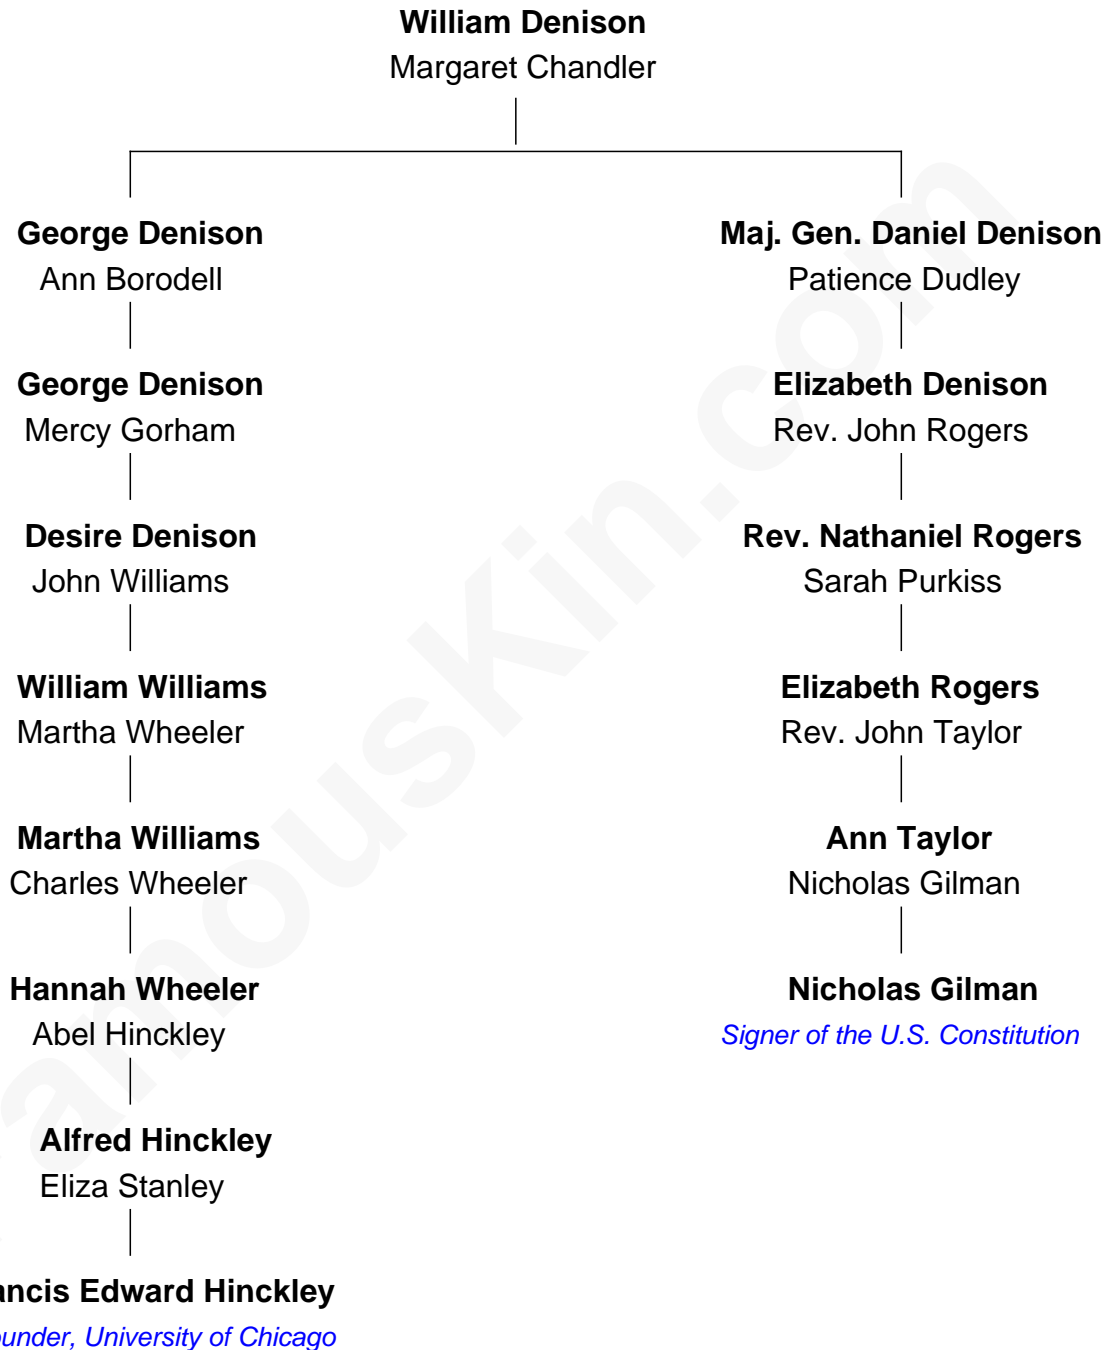 William Denison
Margaret Chandler
George Denison
Ann Borodell
Maj. Gen. Daniel Denison
Patience Dudley
George Denison
Mercy Gorham
Elizabeth Denison
Rev. John Rogers
Desire Denison
John Williams
Rev. Nathaniel Rogers
Sarah Purkiss
William Williams
Martha Wheeler
Elizabeth Rogers
Rev. John Taylor
Martha Williams
Charles Wheeler
Ann Taylor
Nicholas Gilman
Hannah Wheeler
Abel Hinckley
Nicholas Gilman
Signer of the U.S. Constitution
Alfred Hinckley
Eliza Stanley
ancis Edward Hinckley
ounder, University of Chicago
amouskin.com